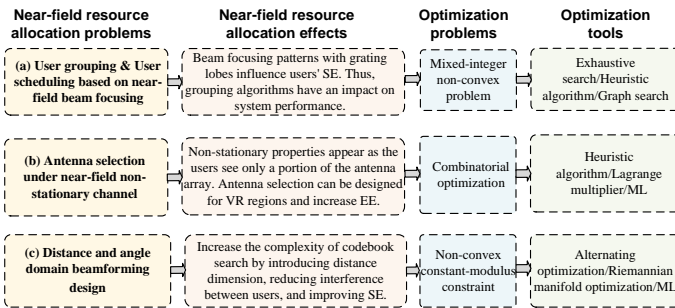 Near-field resource
allocation problems
Near-field resource
allocation effects
Optimization
problems
Optimization
tools
(a) User grouping & User
scheduling based on near-
field beam focusing
Beam focusing patterns with grating
lobes influence users' SE. Thus,
grouping algorithms have an impact on
system performance.
Mixed-integer
non-convex
problem
Exhaustive
search/Heuristic
algorithm/Graph search
(b) Antenna selection
under near-field non-
stationary channel
Non-stationary properties appear as the
users see only a portion of the antenna
array. Antenna selection can be designed
for VR regions and increase EE.
Combinatorial
optimization
Heuristic
algorithm/Lagrange
multiplier/ML
(c) Distance and angle
domain beamforming
design
Increase the complexity of codebook
search by introducing distance
dimension, reducing interference
between users, and improving SE.
Non-convex
constant-modulus
constraint
Alternating
optimization/Riemannian
manifold optimization/ML